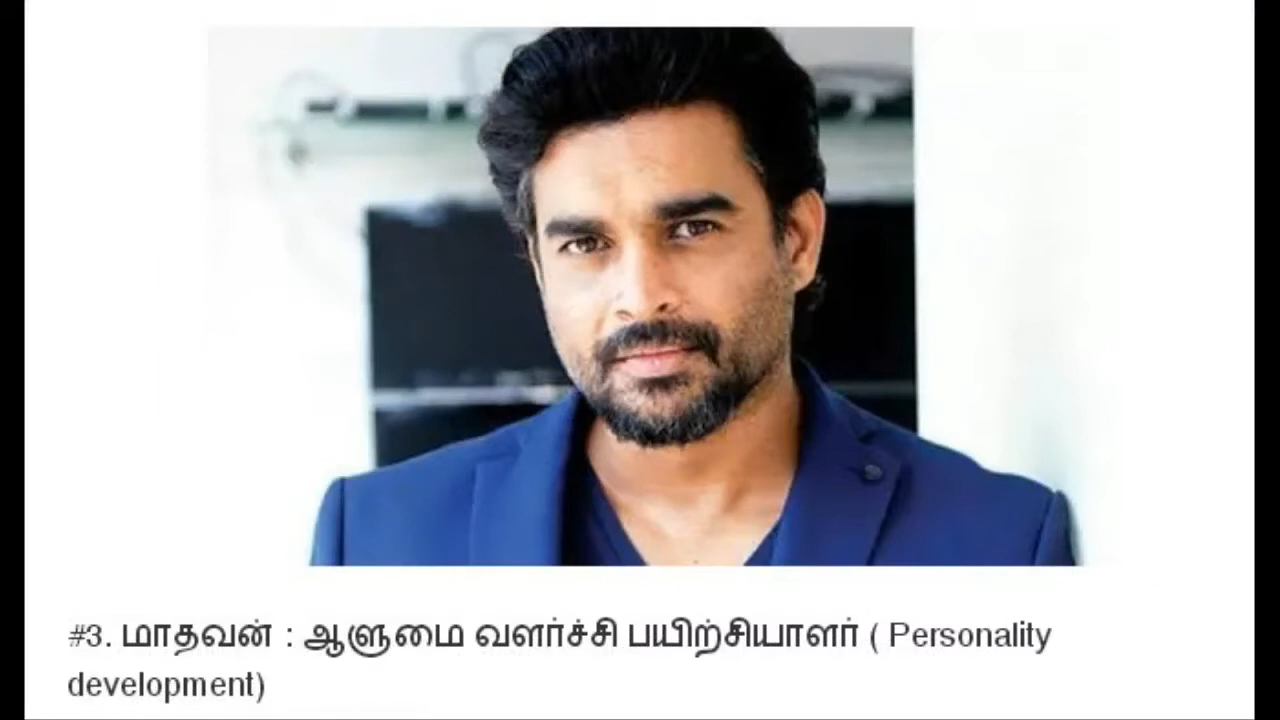 #3. மாதவன் : ஆளுமை வளர்ச்சி பயிற்சியாளர் ( Personality
development)